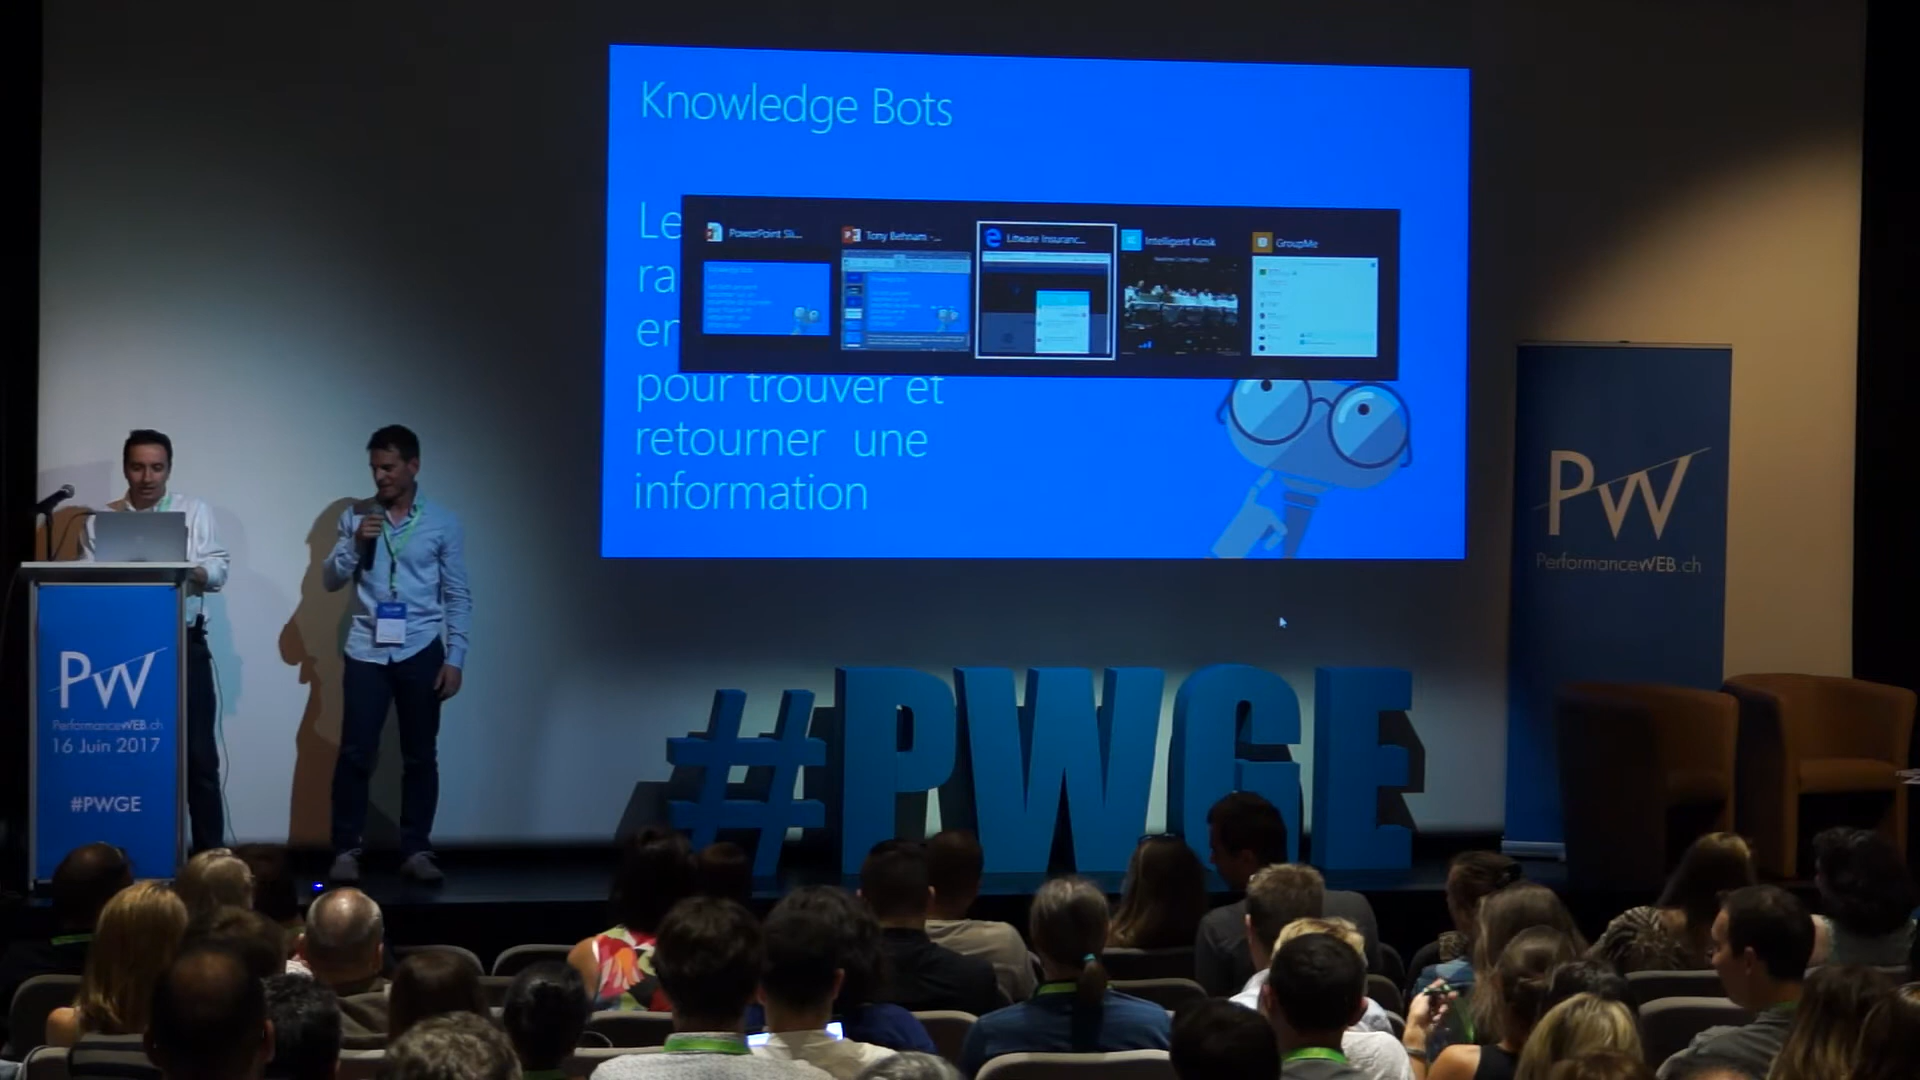 Knowledge Bots
Le
ra
en
pour trouver et
retourner une
information
PowerPoint Sli...
Tony Behnam -...
Litware Insuranc...
Intelligent Kiosk
GroupMe
PW
PerformanceWEB.ch
PW
PerformanceWEB.ch
16 Juin 2017
#PWGE
#PWGE